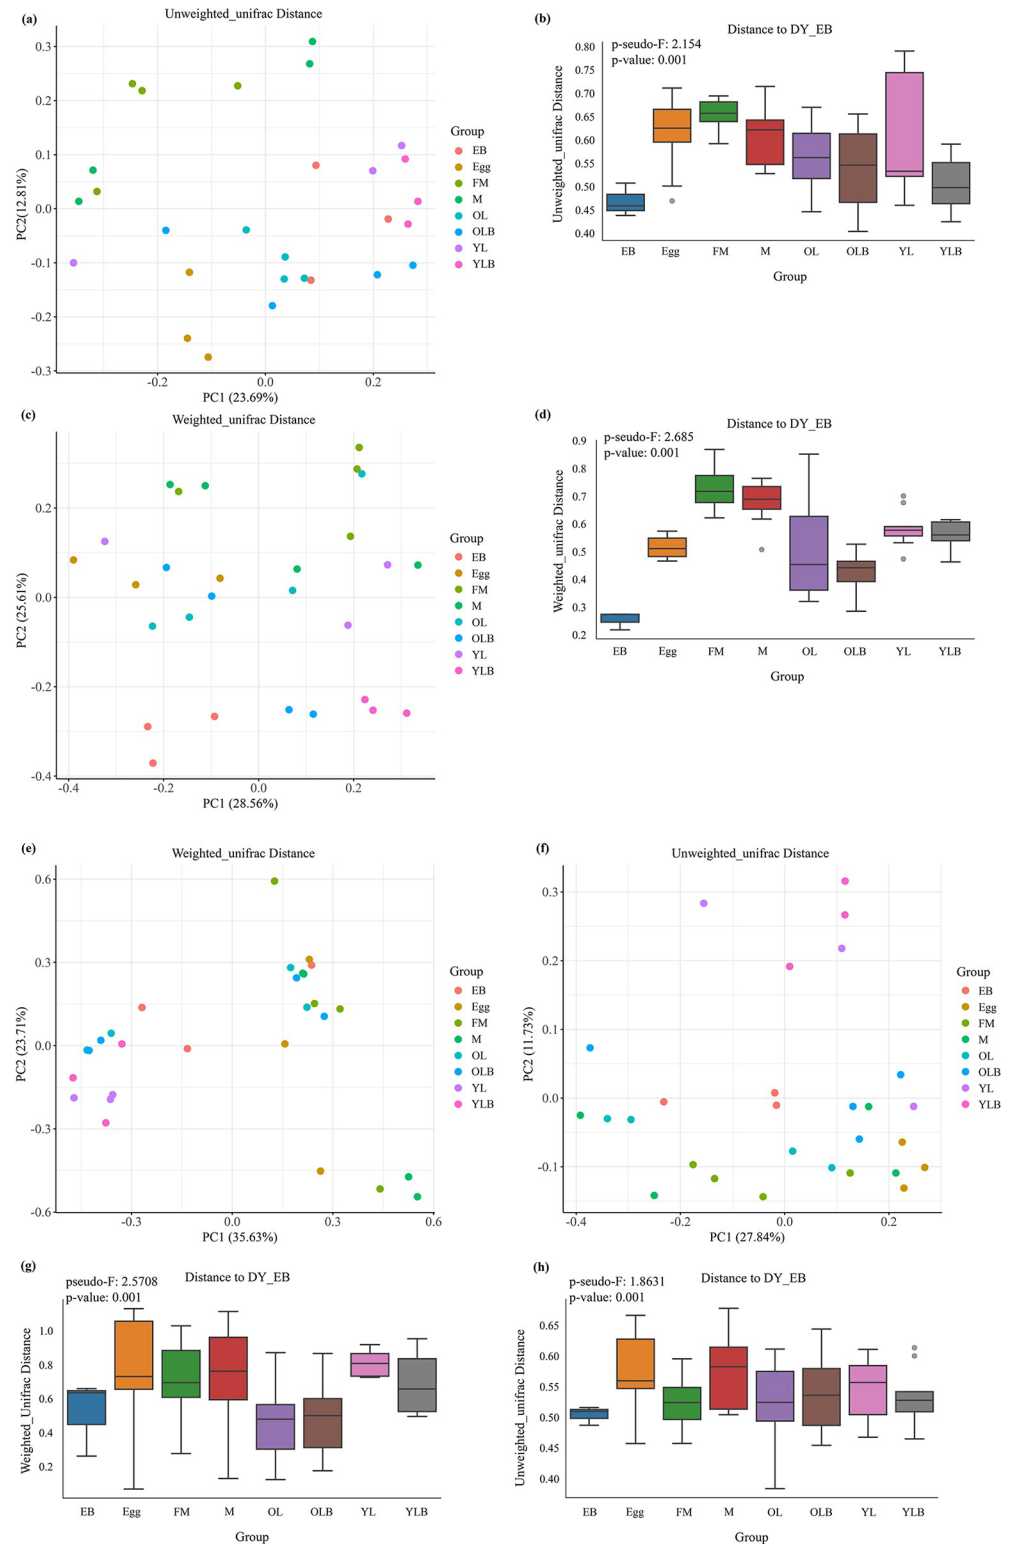 (a)
Unweighted_unifrac Distance
0.3
0.2
0.1
0.0
-0.1
-0.2
-0.3
PC2(12.81%)
-0.2
0.0
0.2
PC1 (23.69%)
Group
EB
Egg
FM
M
OL
OLB
YL
YLB
(b)
Distance to DY_EB
p-seudo-F: 2.154
p-value: 0.001
0.80
0.75
0.70
0.65
0.60
0.55
0.50
0.45
0.40
Unweighted_unifrac Distance
EB Egg FM M OL OLB YL YLB
Group
(c)
Weighted_unifrac Distance
0.2
0.0
-0.2
-0.4
PC2 (25.61%)
-0.4
-0.2
0.0
0.2
PC1 (28.56%)
Group
EB
Egg
FM
M
OL
OLB
YL
YLB
(d)
Distance to DY_EB
p-seudo-F: 2.685
p-value: 0.001
0.9
0.8
0.7
0.6
0.5
0.4
0.3
0.2
Weighted_unifrac Distance
EB Egg FM M OL OLB YL YLB
Group
(e)
Weighted_unifrac Distance
0.6
0.3
0.0
-0.3
-0.6
PC2 (23.71%)
-0.3
0.0
0.3
0.6
PC1 (35.63%)
Group
EB
Egg
FM
M
OL
OLB
YL
YLB
(f)
Unweighted_unifrac Distance
0.3
0.2
0.1
0.0
-0.1
PC2 (11.73%)
-0.4
-0.2
0.0
0.2
PC1 (27.84%)
Group
EB
Egg
FM
M
OL
OLB
YL
YLB
(g)
Distance to DY_EB
pseudo-F: 2.5708
p-value: 0.001
1.0
0.8
0.6
0.4
0.2
Weighted_Unifrac Distance
EB Egg FM M OL OLB YL YLB
Group
(h)
Distance to DY_EB
p-seudo-F: 1.8631
p-value: 0.001
0.65
0.60
0.55
0.50
0.45
0.40
Unweighted_unifrac Distance
EB Egg FM M OL OLB YL YLB
Group